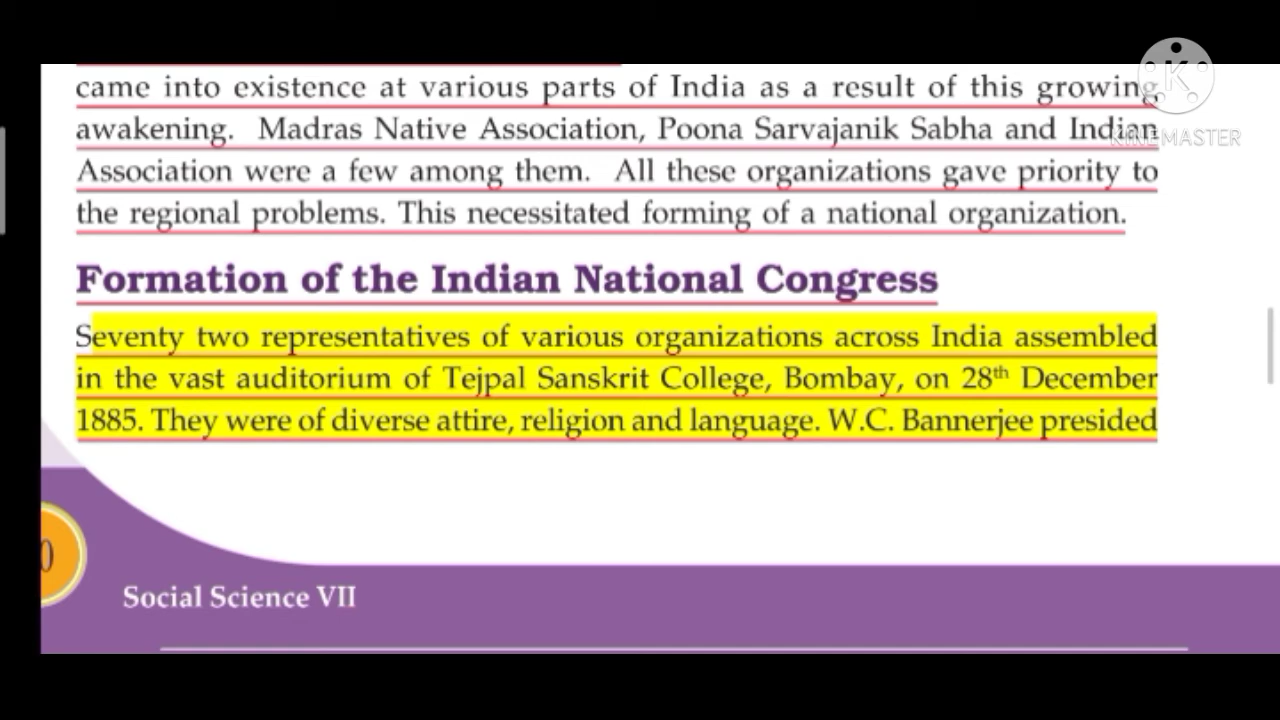 came into existence at various parts of India as a result of this growing
awakening. Madras Native Association, Poona Sarvajanik Sabha and Indian
Association were a few among them. All these organizations gave priority to
the regional problems. This necessitated forming of a national organization.
Formation of the Indian National Congress
Seventy two representatives of various organizations across India assembled
in the vast auditorium of Tejpal Sanskrit College, Bombay, on 28th December
1885. They were of diverse attire, religion and language. W.C. Bannerjee presided
0
Social Science VII
K
KINEMASTER